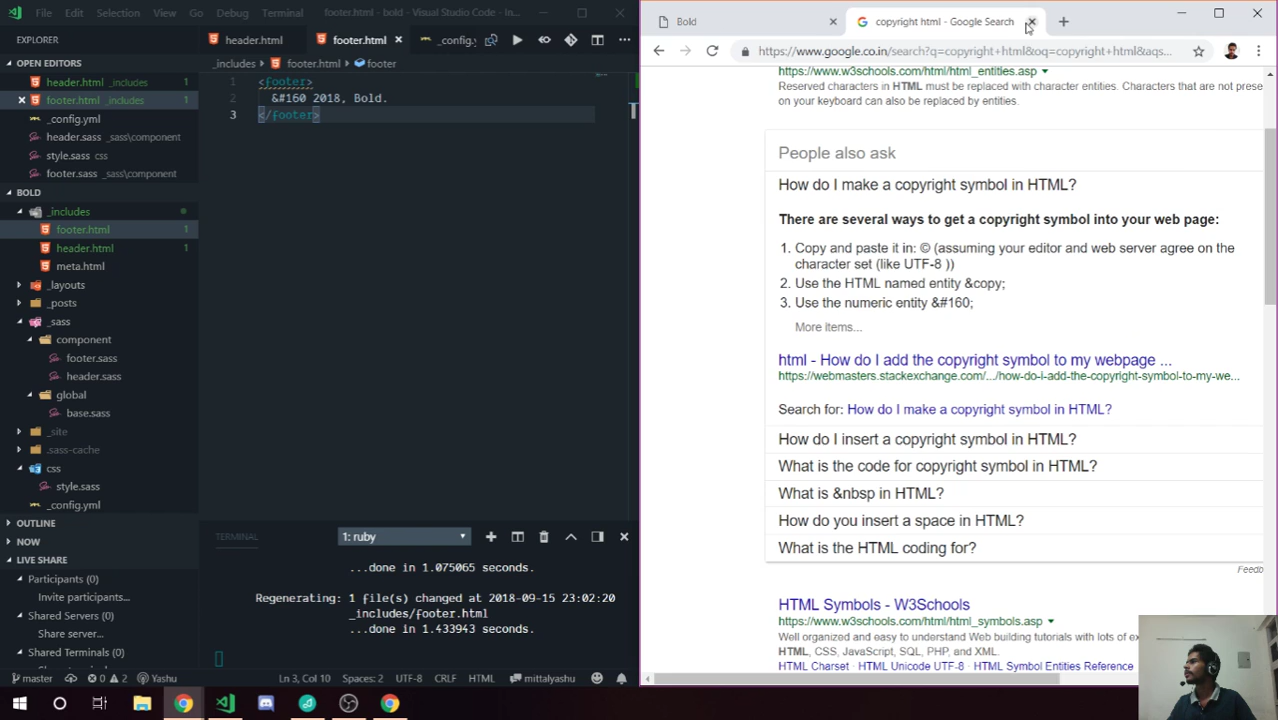 File Edit Selection View Go Debug Terminal footer.html - bold - Visual Studio Code - In...
EXPLORER
header.html
footer.html
_config.y
OPEN EDITORS
header.html _includes 1
footer.html _includes 1
_config.yml
header.sass _sass\component
style.sass css
footer.sass _sass\component
BOLD
_includes
footer.html 1
header.html 1
meta.html
_layouts
_posts
_sass
component
footer.sass
header.sass
global
base.sass
_site
.sass-cache
css
style.sass
_config.yml
OUTLINE
NOW
LIVE SHARE
Participants (0)
Invite participants...
Shared Servers (0)
Share server...
Shared Terminals (0)
_includes footer.html footer
1 <footer>
2 &#160 2018, Bold.
3 </footer>
TERMINAL 1: ruby
...done in 1.075065 seconds.
Regenerating: 1 file(s) changed at 2018-09-15 23:02:20
_includes/footer.html
...done in 1.433943 seconds.
master 0 2 Yashu Ln 3, Col 10 Spaces: 2 UTF-8 CRLF HTML mittalyashu
Bold
copyright html - Google Search
https://www.google.co.in/search?q=copyright+html&oq=copyright+html&aqs...
https://www.w3schools.com/html/html_entities.asp
Reserved characters in HTML must be replaced with character entities. Characters that are not prese
on your keyboard can also be replaced by entities.
People also ask
How do I make a copyright symbol in HTML?
There are several ways to get a copyright symbol into your web page:
1. Copy and paste it in: © (assuming your editor and web server agree on the
character set (like UTF-8 ))
2. Use the HTML named entity &copy;
3. Use the numeric entity &#160;
More items...
html - How do I add the copyright symbol to my webpage ...
https://webmasters.stackexchange.com/.../how-do-i-add-the-copyright-symbol-to-my-we...
Search for: How do I make a copyright symbol in HTML?
How do I insert a copyright symbol in HTML?
What is the code for copyright symbol in HTML?
What is &nbsp in HTML?
How do you insert a space in HTML?
What is the HTML coding for?
Feedb
HTML Symbols - W3Schools
https://www.w3schools.com/html/html_symbols.asp
Well organized and easy to understand Web building tutorials with lots of e
HTML, CSS, JavaScript, SQL, PHP, and XML.
HTML Charset · HTML Unicode UTF-8 · HTML Symbol Entities Reference